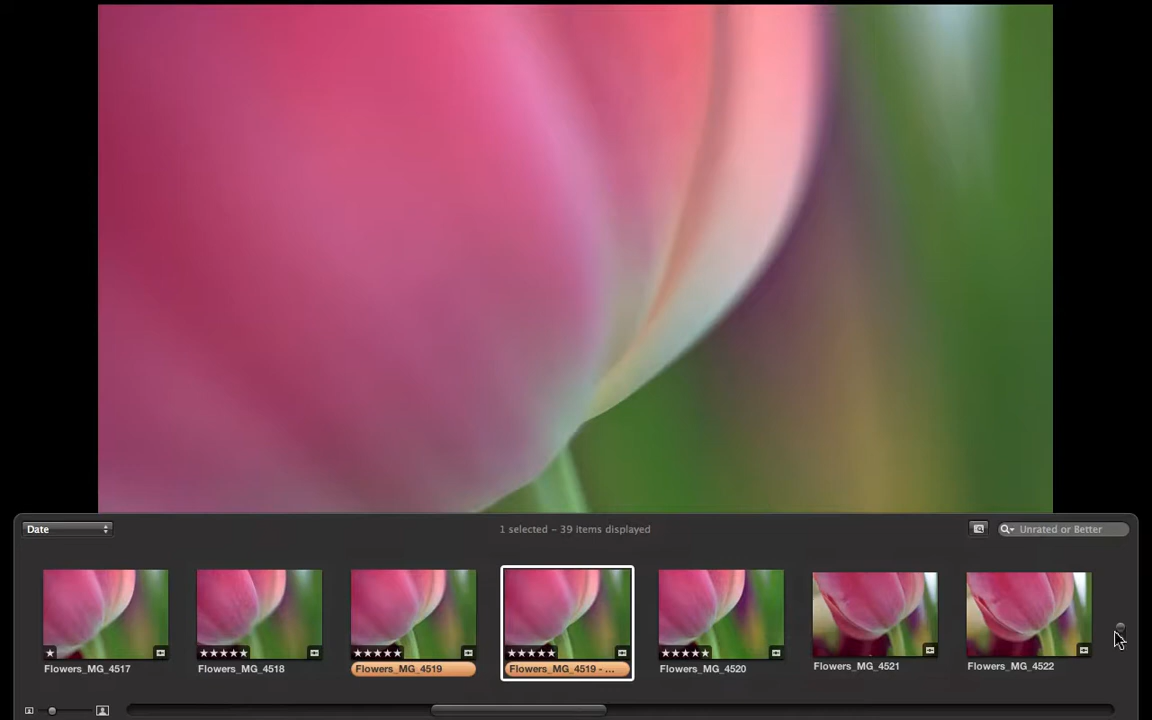 Date
1 selected – 39 items displayed
Unrated or Better
Flowers_MG_4517
Flowers_MG_4518
Flowers_MG_4519
Flowers_MG_4519 - ...
Flowers_MG_4520
Flowers_MG_4521
Flowers_MG_4522